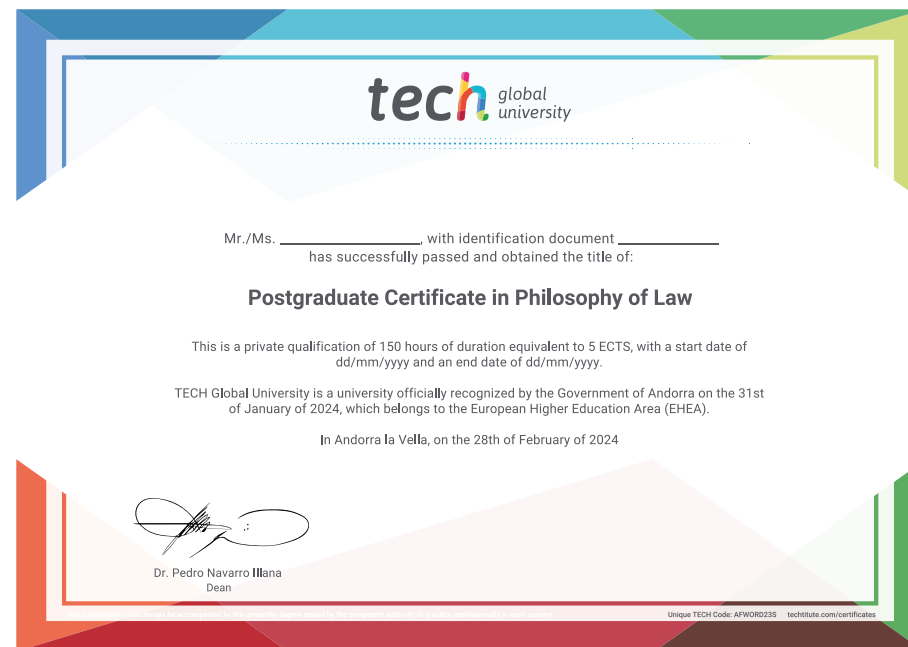 tech global university
Mr./Ms. ____________________, with identification document ______________
has successfully passed and obtained the title of:
Postgraduate Certificate in Philosophy of Law
This is a private qualification of 150 hours of duration equivalent to 5 ECTS, with a start date of
dd/mm/yyyy and an end date of dd/mm/yyyy.
TECH Global University is a university officially recognized by the Government of Andorra on the 31st
of January of 2024, which belongs to the European Higher Education Area (EHEA).
In Andorra la Vella, on the 28th of February of 2024
Dr. Pedro Navarro Illana
Dean
Unique TECH Code: AFWORD23S techtitute.com/certificates